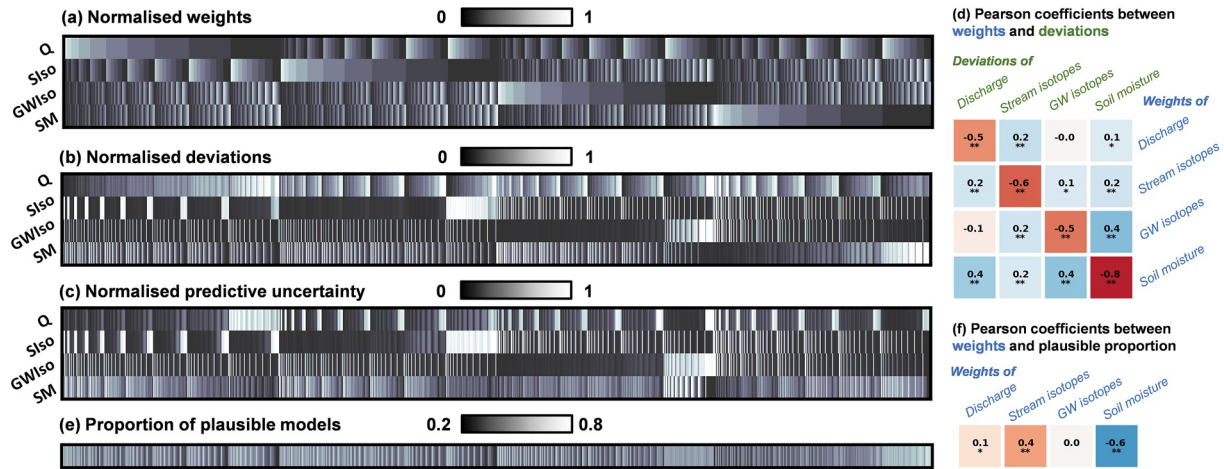 (a) Normalised weights
0 1
Q
SIso
GWIso
SM
(b) Normalised deviations
0 1
Q
SIso
GWIso
SM
(c) Normalised predictive uncertainty
0 1
Q
SIso
GWIso
SM
(e) Proportion of plausible models
0.2 0.8
(d) Pearson coefficients between
weights and deviations
Deviations of
Discharge
Stream isotopes
GW isotopes
Soil moisture
Weights of
-0.5 0.2 -0.0 0.1 Discharge
** ** *
0.2 -0.6 0.1 0.2 Stream isotopes
** ** * **
-0.1 0.2 -0.5 0.4 GW isotopes
** ** **
0.4 0.2 0.4 -0.8 Soil moisture
** ** ** **
(f) Pearson coefficients between
weights and plausible proportion
Weights of
Discharge
Stream isotopes
GW isotopes
Soil moisture
0.1 0.4 0.0 -0.6
* ** **